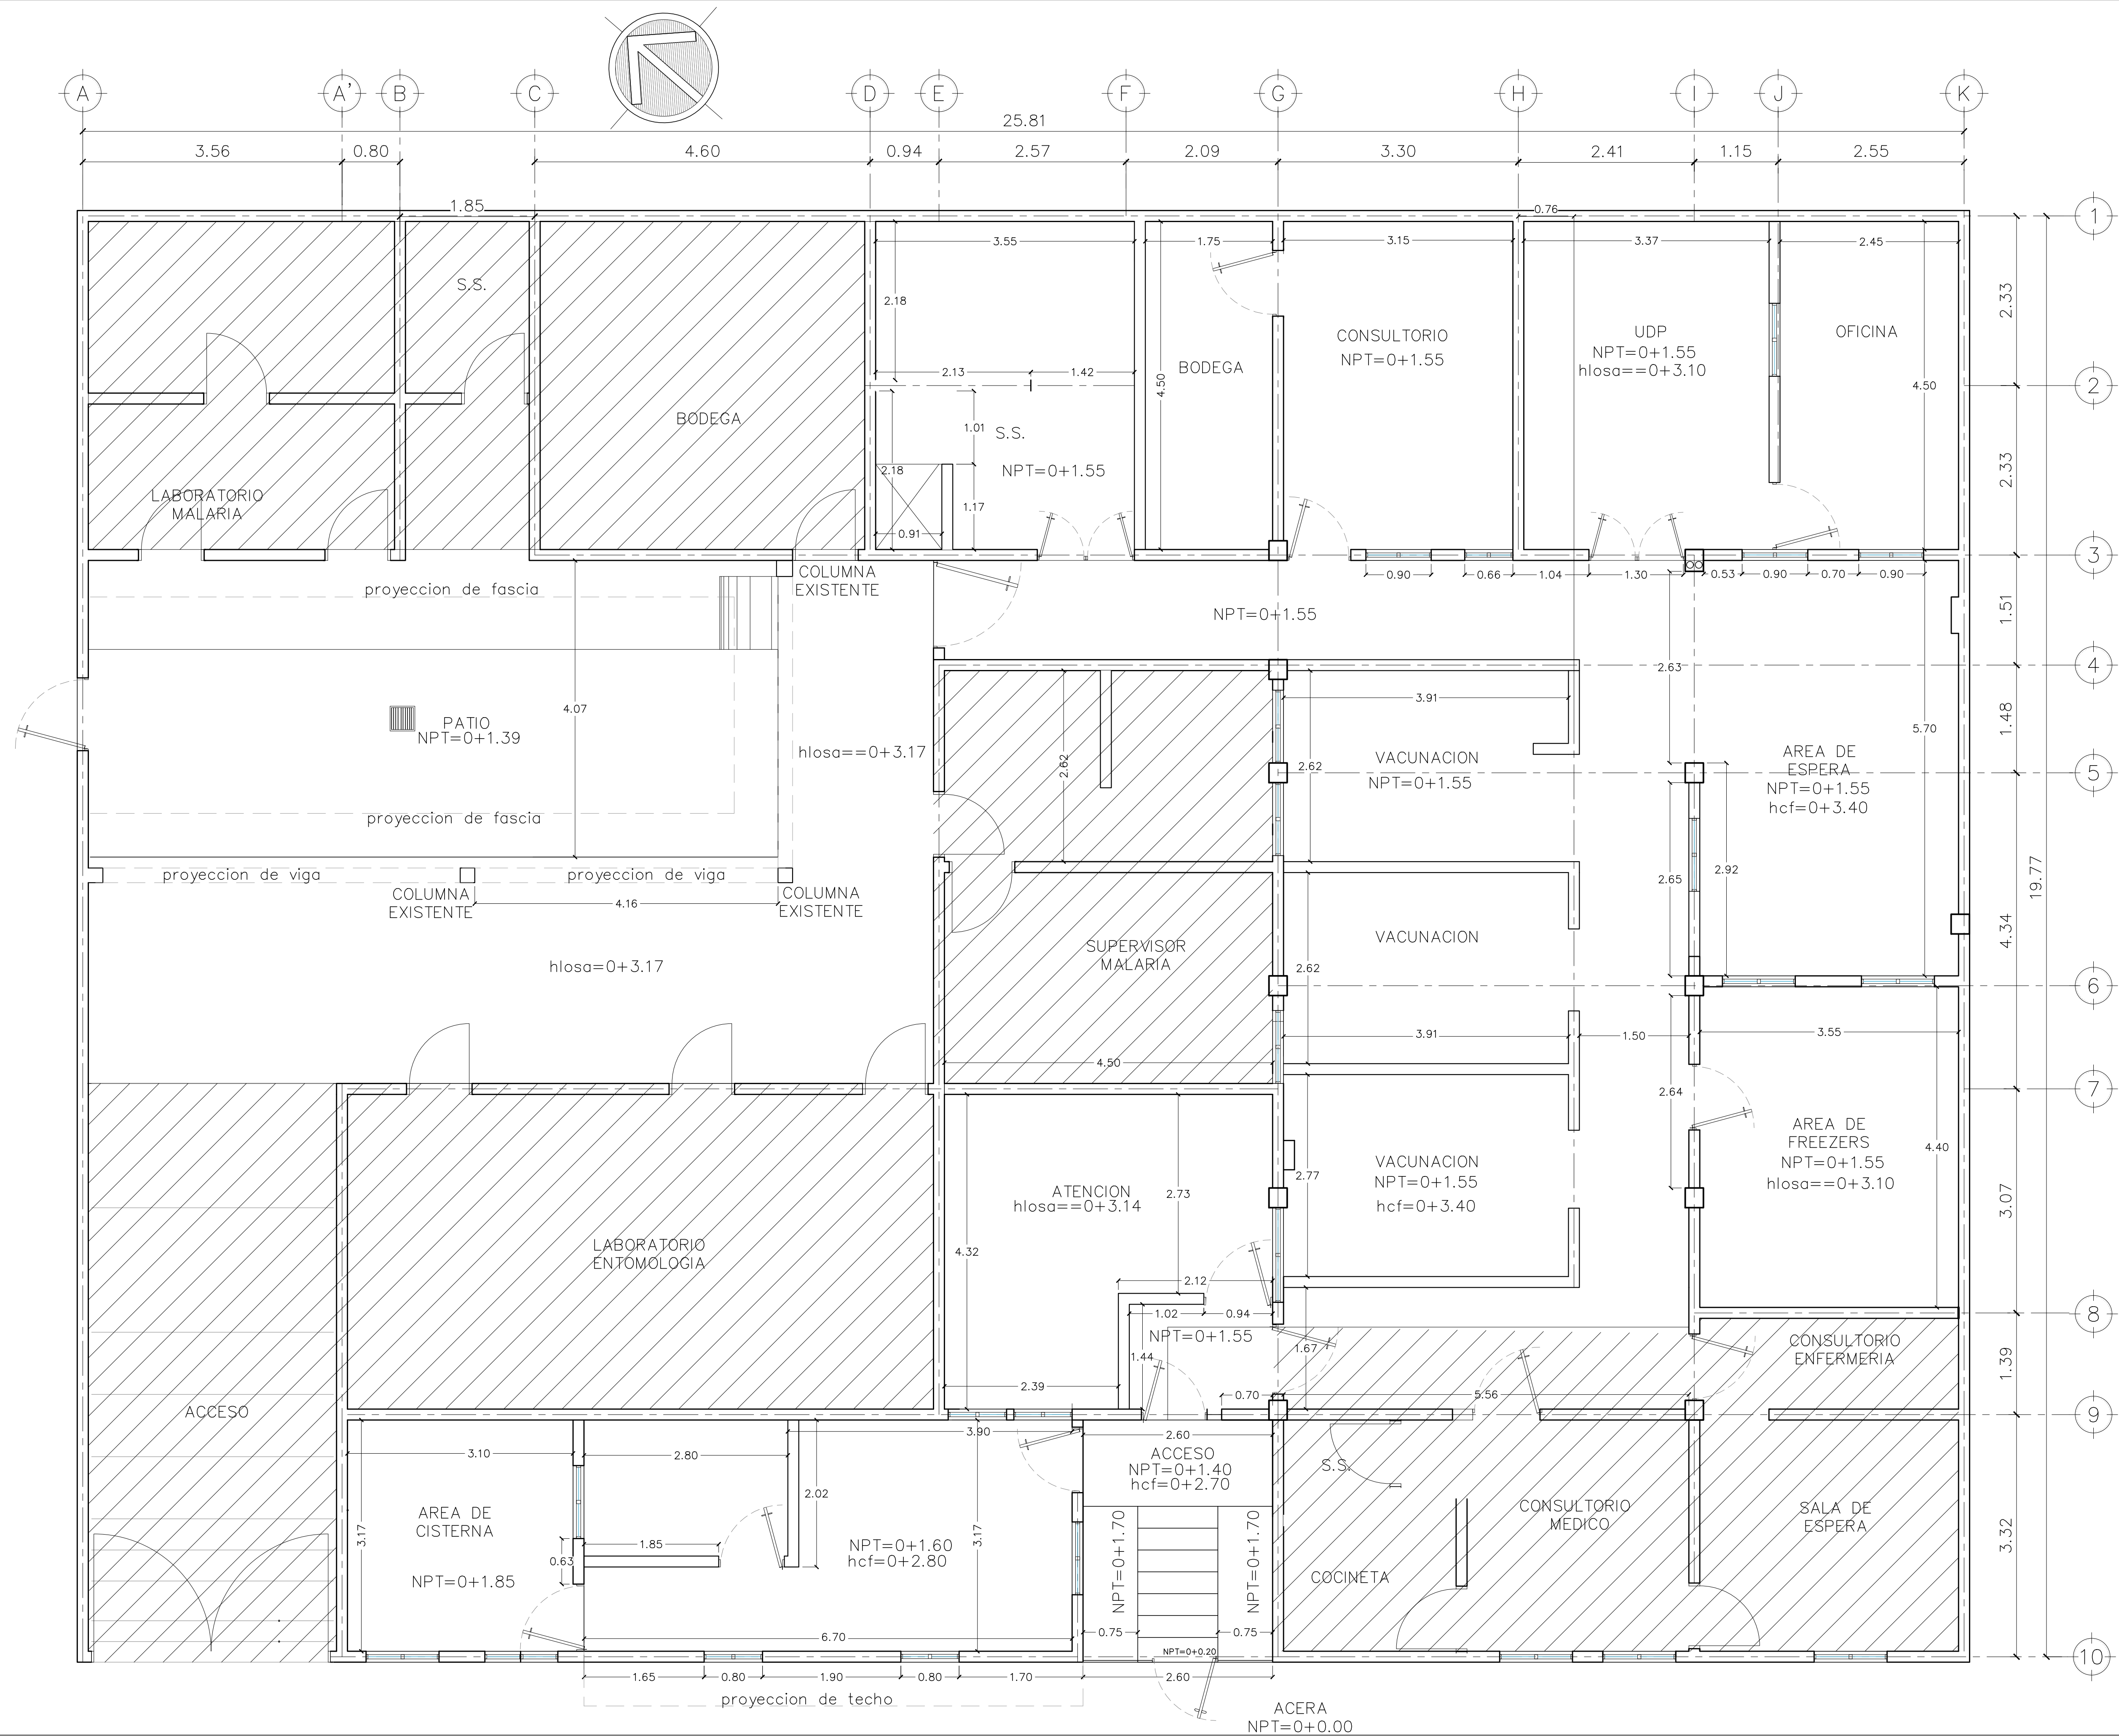 A
A'
B
C
D
E
F
G
H
I
J
K
25.81
3.56
0.80
4.60
0.94
2.57
2.09
3.30
2.41
1.15
2.55
1.85
0.76
1
3.55
1.75
3.15
3.37
2.45
S.S.
2.18
2.33
CONSULTORIO
NPT=0+1.55
UDP
NPT=0+1.55
hlosa==0+3.10
OFICINA
BODEGA
2.13
1.42
4.50
4.50
2
BODEGA
S.S.
1.01
NPT=0+1.55
2.18
2.33
LABORATORIO
MALARIA
1.17
0.91
3
COLUMNA
EXISTENTE
0.90
0.66
1.04
1.30
0.53
0.90
0.70
0.90
proyeccion de fascia
NPT=0+1.55
1.51
2.63
4
4.07
3.91
PATIO
NPT=0+1.39
hlosa==0+3.17
2.62
2.62
VACUNACION
NPT=0+1.55
5.70
1.48
AREA DE
ESPERA
NPT=0+1.55
hcf=0+3.40
5
proyeccion de fascia
proyeccion de viga
proyeccion de viga
COLUMNA
EXISTENTE
COLUMNA
EXISTENTE
4.16
2.65
2.92
19.77
4.34
SUPERVISOR
MALARIA
VACUNACION
hlosa=0+3.17
2.62
6
4.50
3.91
1.50
3.55
2.64
7
AREA DE
FREEZERS
NPT=0+1.55
hlosa==0+3.10
4.40
ATENCION
hlosa==0+3.14
2.73
2.77
VACUNACION
NPT=0+1.55
hcf=0+3.40
3.07
LABORATORIO
ENTOMOLOGIA
4.32
2.12
1.02
0.94
8
NPT=0+1.55
1.44
1.67
CONSULTORIO
ENFERMERIA
1.39
2.39
0.70
5.56
ACCESO
9
3.10
2.80
3.90
2.60
ACCESO
NPT=0+1.40
hcf=0+2.70
S.S.
2.02
AREA DE
CISTERNA
3.17
3.17
CONSULTORIO
MEDICO
SALA DE
ESPERA
1.85
0.63
NPT=0+1.60
hcf=0+2.80
NPT=0+1.70
NPT=0+1.70
3.32
NPT=0+1.85
COCINETA
6.70
0.75
0.75
NPT=0+0.20
10
1.65
0.80
1.90
0.80
1.70
2.60
proyeccion de techo
ACERA
NPT=0+0.00